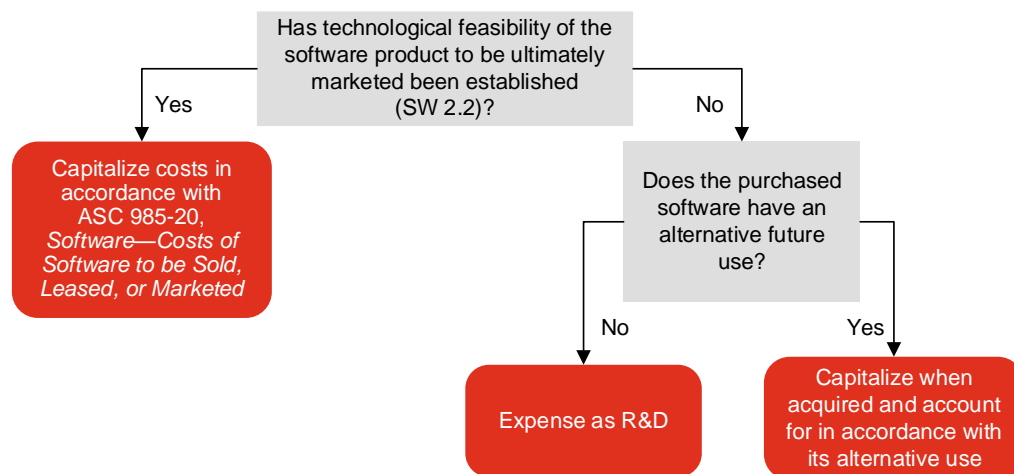 Has technological feasibility of the
software product to be ultimately
marketed been established
(SW 2.2)?
Yes
No
Capitalize costs in
accordance with
ASC 985-20,
Software—Costs of
Software to be Sold,
Leased, or Marketed
Does the purchased
software have an
alternative future
use?
No
Yes
Expense as R&D
Capitalize when
acquired and account
for in accordance with
its alternative use